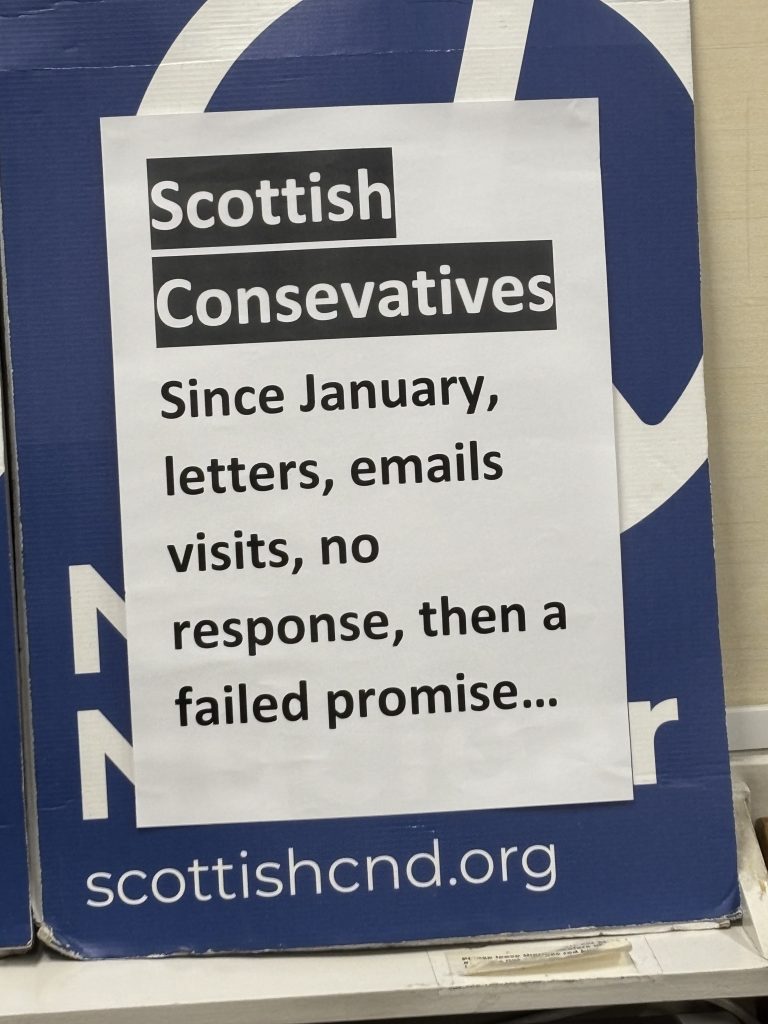 Scottish
Consevatives
Since January,
letters, emails
visits, no
response, then a
failed promise...
N
N r
scottishcnd.org